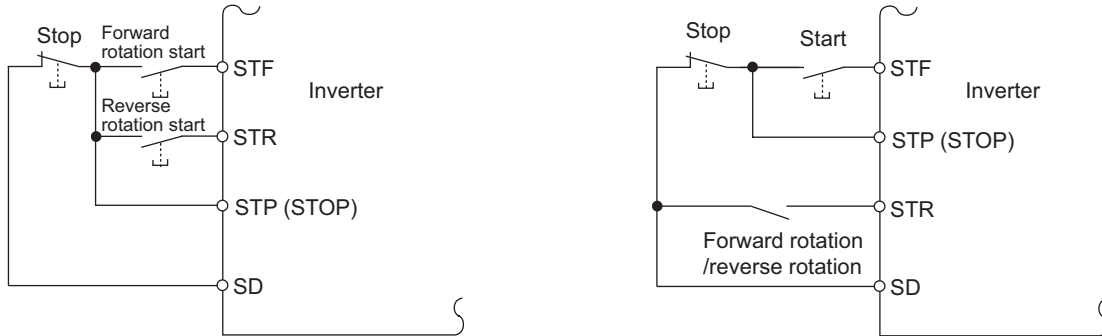 Stop
Forward
rotation start
STF
Inverter
Reverse
rotation start
STR
STP (STOP)
SD
Stop
Start
STF
Inverter
STP (STOP)
STR
Forward rotation
/reverse rotation
SD